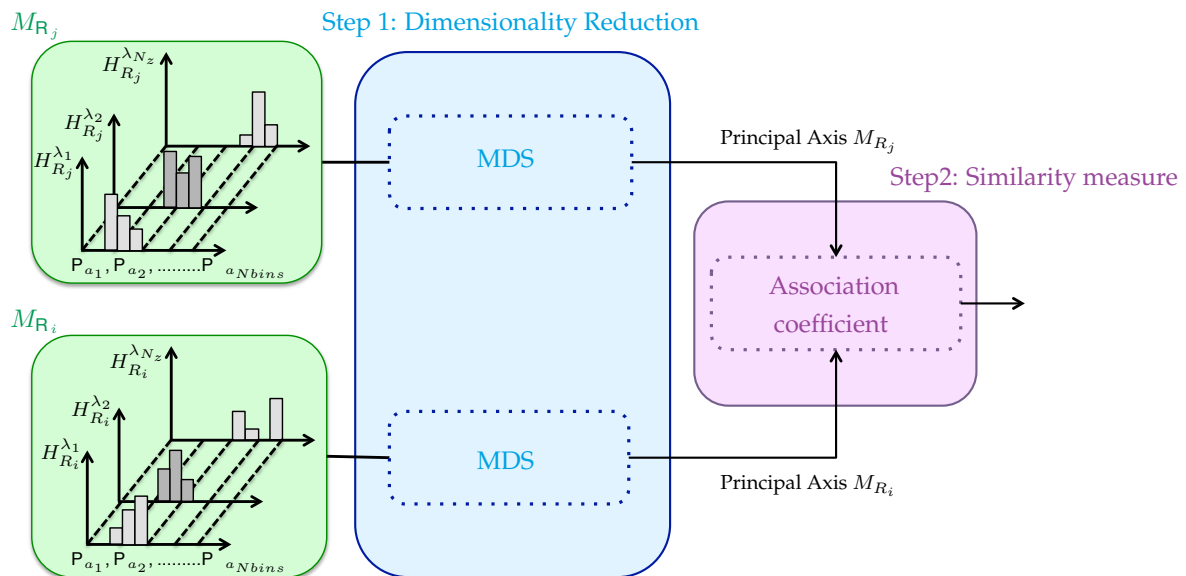 M_{R_j}
Step 1: Dimensionality Reduction
H_{R_j}^{λ_{N_z}}
H_{R_j}^{λ_2}
H_{R_j}^{λ_1}
P_{a_1}, P_{a_2}, .........P_{a_{Nbins}}
MDS
Principal Axis M_{R_j}
Step2: Similarity measure
Association
coefficient
M_{R_i}
H_{R_i}^{λ_{N_z}}
H_{R_i}^{λ_2}
H_{R_i}^{λ_1}
P_{a_1}, P_{a_2}, .........P_{a_{Nbins}}
MDS
Principal Axis M_{R_i}